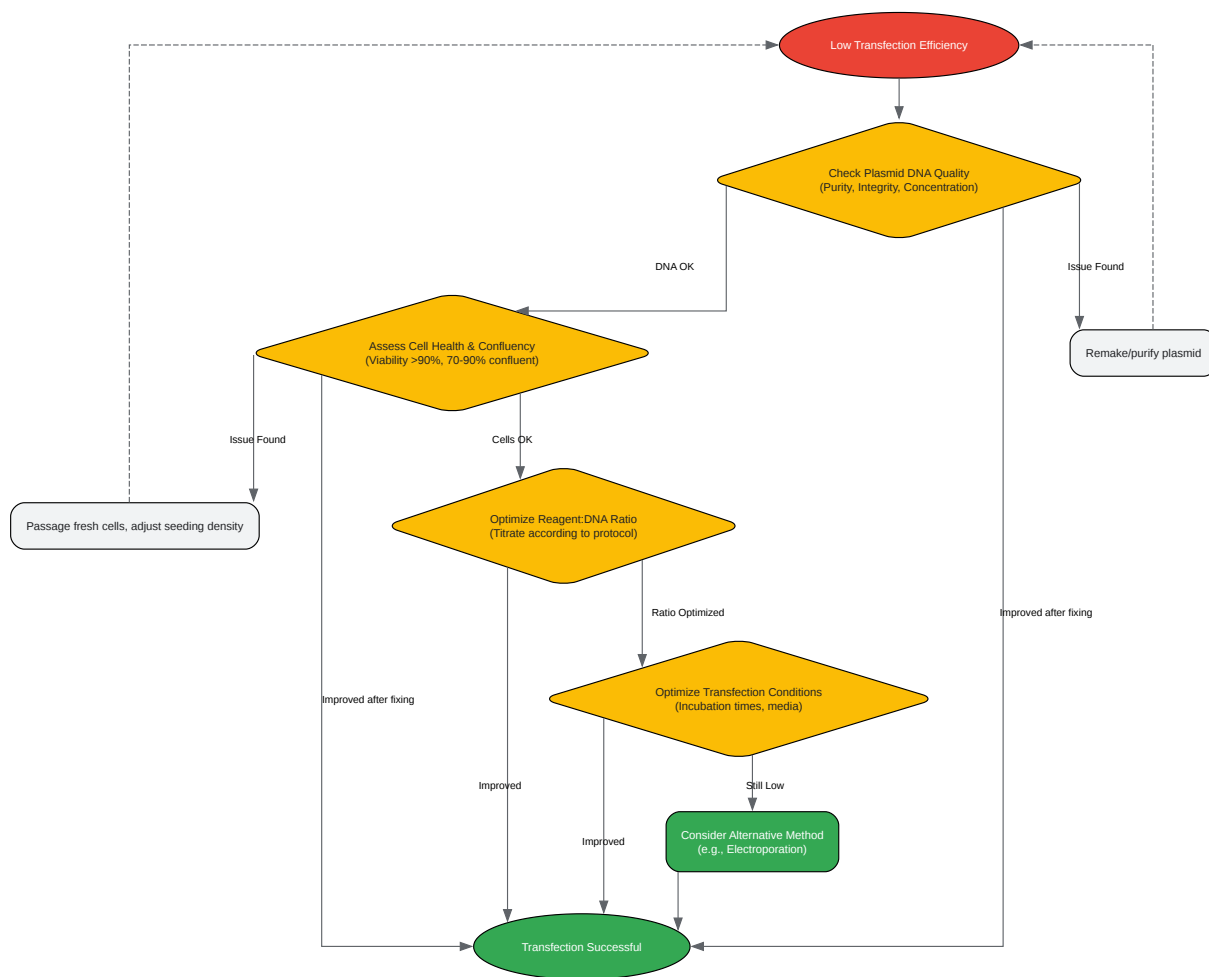 Low Transfection Efficiency
Check Plasmid DNA Quality
(Purity, Integrity, Concentration)
DNA OK
Issue Found
Assess Cell Health & Confluency
(Viability >90%, 70-90% confluent)
Remake/purify plasmid
Issue Found
Cells OK
Passage fresh cells, adjust seeding density
Optimize Reagent:DNA Ratio
(Titrate according to protocol)
Ratio Optimized
Improved after fixing
Optimize Transfection Conditions
(Incubation times, media)
Improved after fixing
Improved
Still Low
Improved
Consider Alternative Method
(e.g., Electroporation)
Transfection Successful